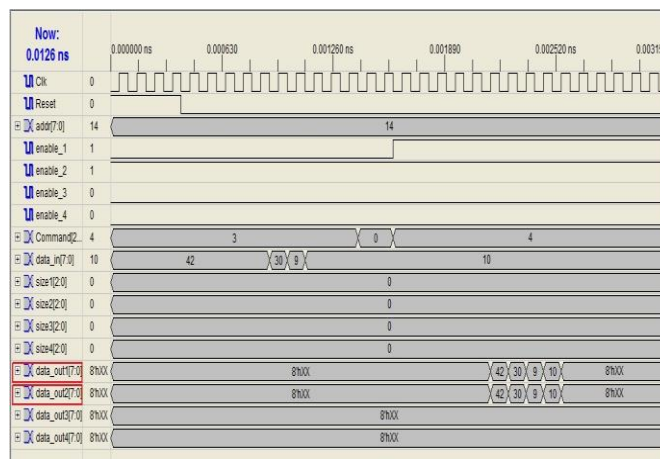 Now:
0.0126 ns
0.000000 ns 0.000630 0.001260 ns 0.001890 0.002520 ns 0.0031
Clk 0
Reset 0
addr[7:0] 14 14
enable_1 1
enable_2 1
enable_3 0
enable_4 0
Command[2... 4 3 0 4
data_in[7:0] 10 42 30 9 10
size1[2:0] 0 0
size2[2:0] 0 0
size3[2:0] 0 0
size4[2:0] 0 0
data_out1[7:0] 8'hXX 8'hXX 42 30 9 10 8'hXX
data_out2[7:0] 8'hXX 8'hXX 42 30 9 10 8'hXX
data_out3[7:0] 8'hXX 8'hXX
data_out4[7:0] 8'hXX 8'hXX